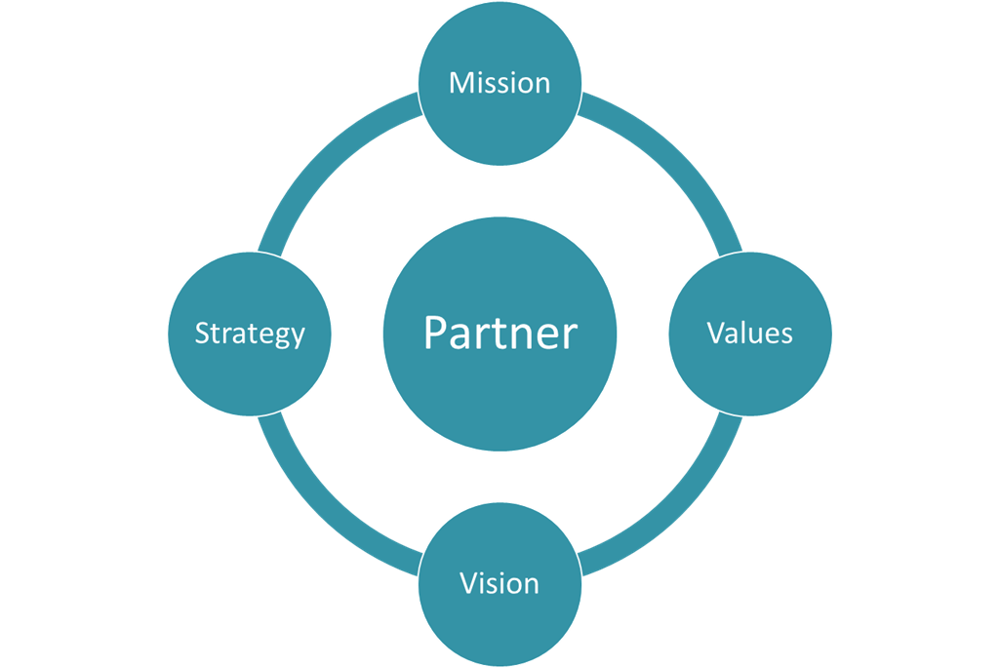 Mission
Strategy
Partner
Values
Vision